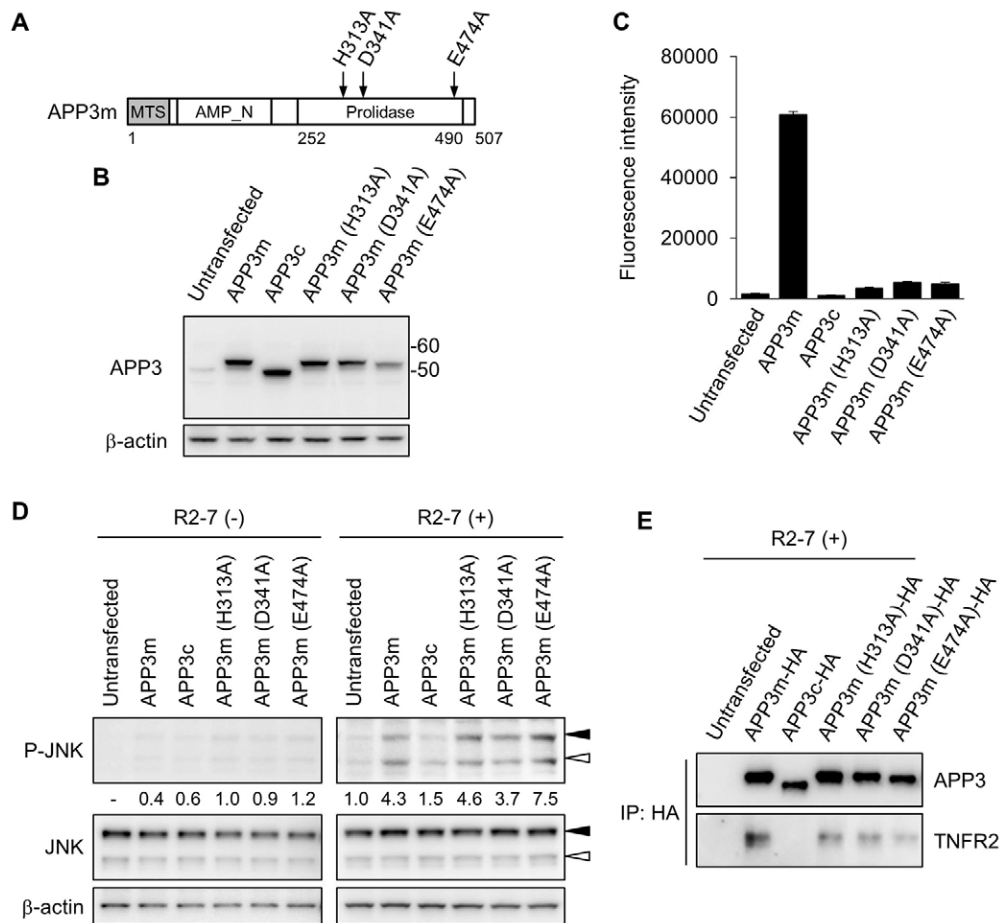 A
H313A
D341A
E474A
APP3m
MTS
AMP_N
Prolidase
1
252
490
507
B
Untransfected
APP3m
APP3c
APP3m (H313A)
APP3m (D341A)
APP3m (E474A)
APP3
-60
-50
β-actin
C
Fluorescence intensity
80000
60000
40000
20000
0
Untransfected
APP3m
APP3c
APP3m (H313A)
APP3m (D341A)
APP3m (E474A)
D
R2-7 (-)
R2-7 (+)
Untransfected
APP3m
APP3c
APP3m (H313A)
APP3m (D341A)
APP3m (E474A)
Untransfected
APP3m
APP3c
APP3m (H313A)
APP3m (D341A)
APP3m (E474A)
P-JNK
- 0.4 0.6 1.0 0.9 1.2 1.0 4.3 1.5 4.6 3.7 7.5
JNK
β-actin
E
R2-7 (+)
Untransfected
APP3m-HA
APP3c-HA
APP3m (H313A)-HA
APP3m (D341A)-HA
APP3m (E474A)-HA
IP: HA
APP3
TNFR2